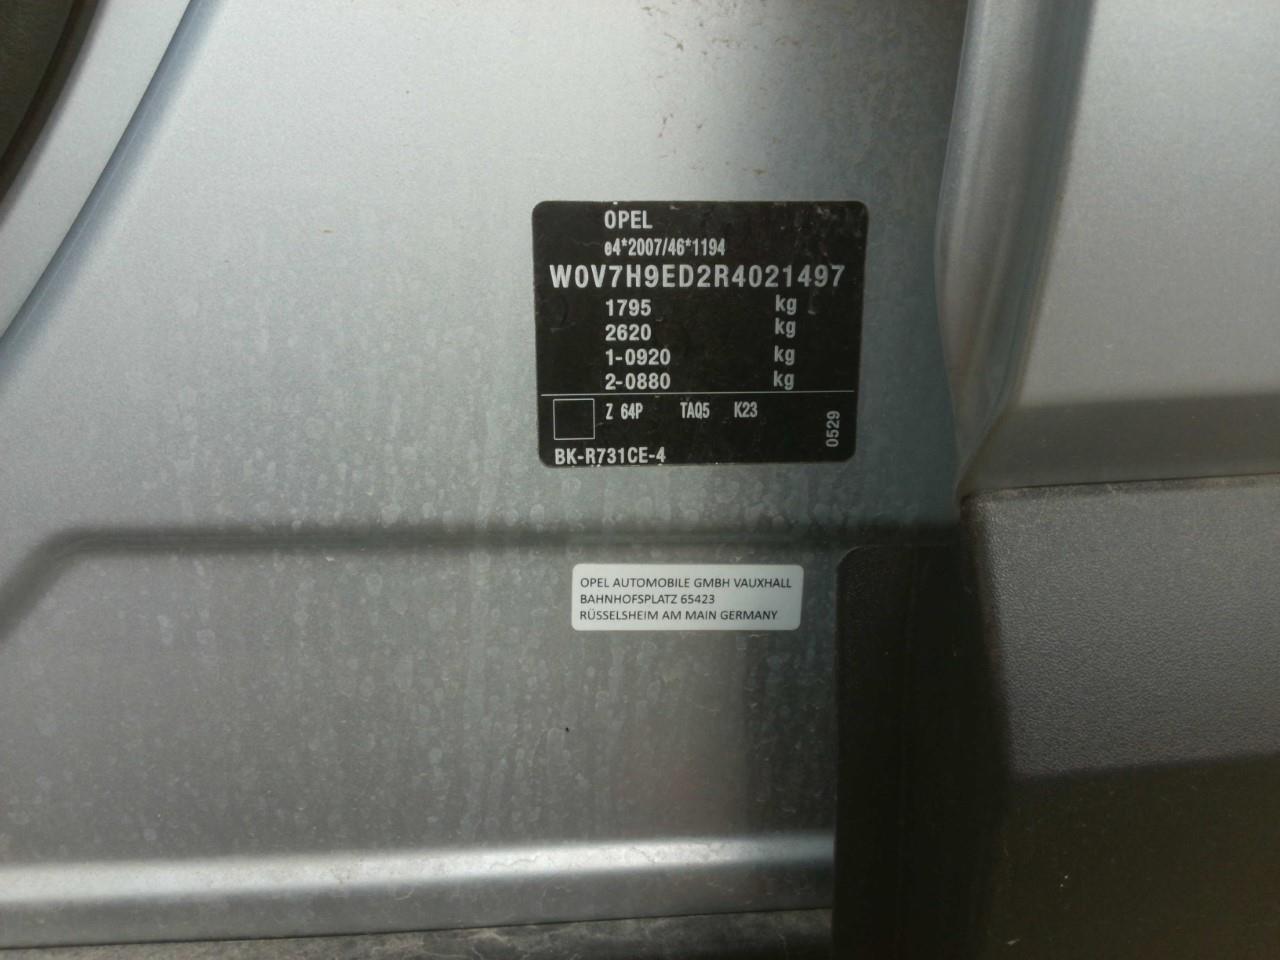 OPEL
e4*2007/46*1194
W0V7H9ED2R4021497
1795 kg
2620 kg
1-0920 kg
2-0880 kg
Z 64P TAQ5 K23
0529
BK-R731CE-4
OPEL AUTOMOBILE GMBH VAUXHALL
BAHNHOFSPLATZ 65423
RÜSSELSHEIM AM MAIN GERMANY